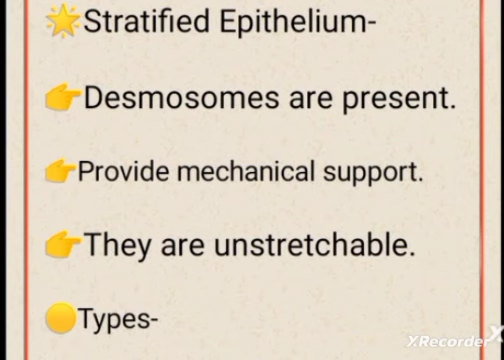 🌟Stratified Epithelium-
👉Desmosomes are present.
👉Provide mechanical support.
👉They are unstretchable.
🟡Types-
XRecorder